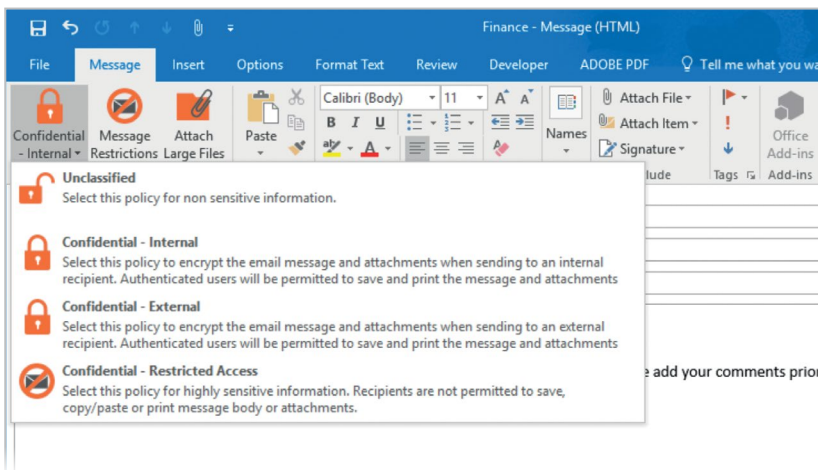 Finance - Message (HTML)
File Message Insert Options Format Text Review Developer ADOBE PDF Tell me what you wa
Calibri (Body) 11 A A Attach File
Confidential Message Attach Paste B I U Names Attach Item ! Office
- Internal Restrictions Large Files aby A Signature Add-ins
lude Tags Add-ins
Unclassified
Select this policy for non sensitive information.
Confidential - Internal
Select this policy to encrypt the email message and attachments when sending to an internal
recipient. Authenticated users will be permitted to save and print the message and attachments
Confidential - External
Select this policy to encrypt the email message and attachments when sending to an external
recipient. Authenticated users will be permitted to save and print the message and attachments
Confidential - Restricted Access
Select this policy for highly sensitive information. Recipients are not permitted to save,
copy/paste or print message body or attachments.
e add your comments prior